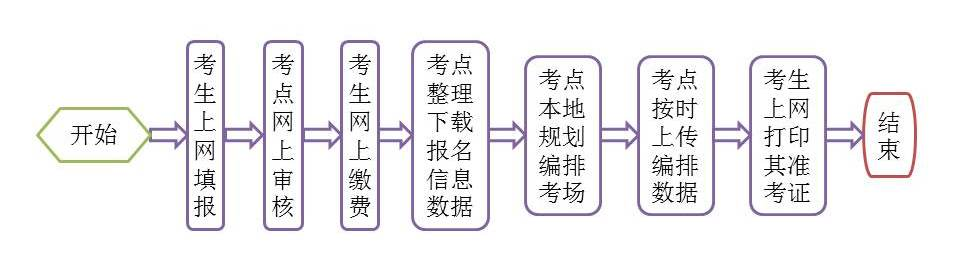 开始
考
生
上
网
填
报
考
点
网
上
审
核
考
生
网
上
缴
费
考点
整理
下载
报名
信息
数据
考点
本地
规划
编排
考场
考点
按时
上传
编排
数据
考生
上网
打印
其准
考证
结
束